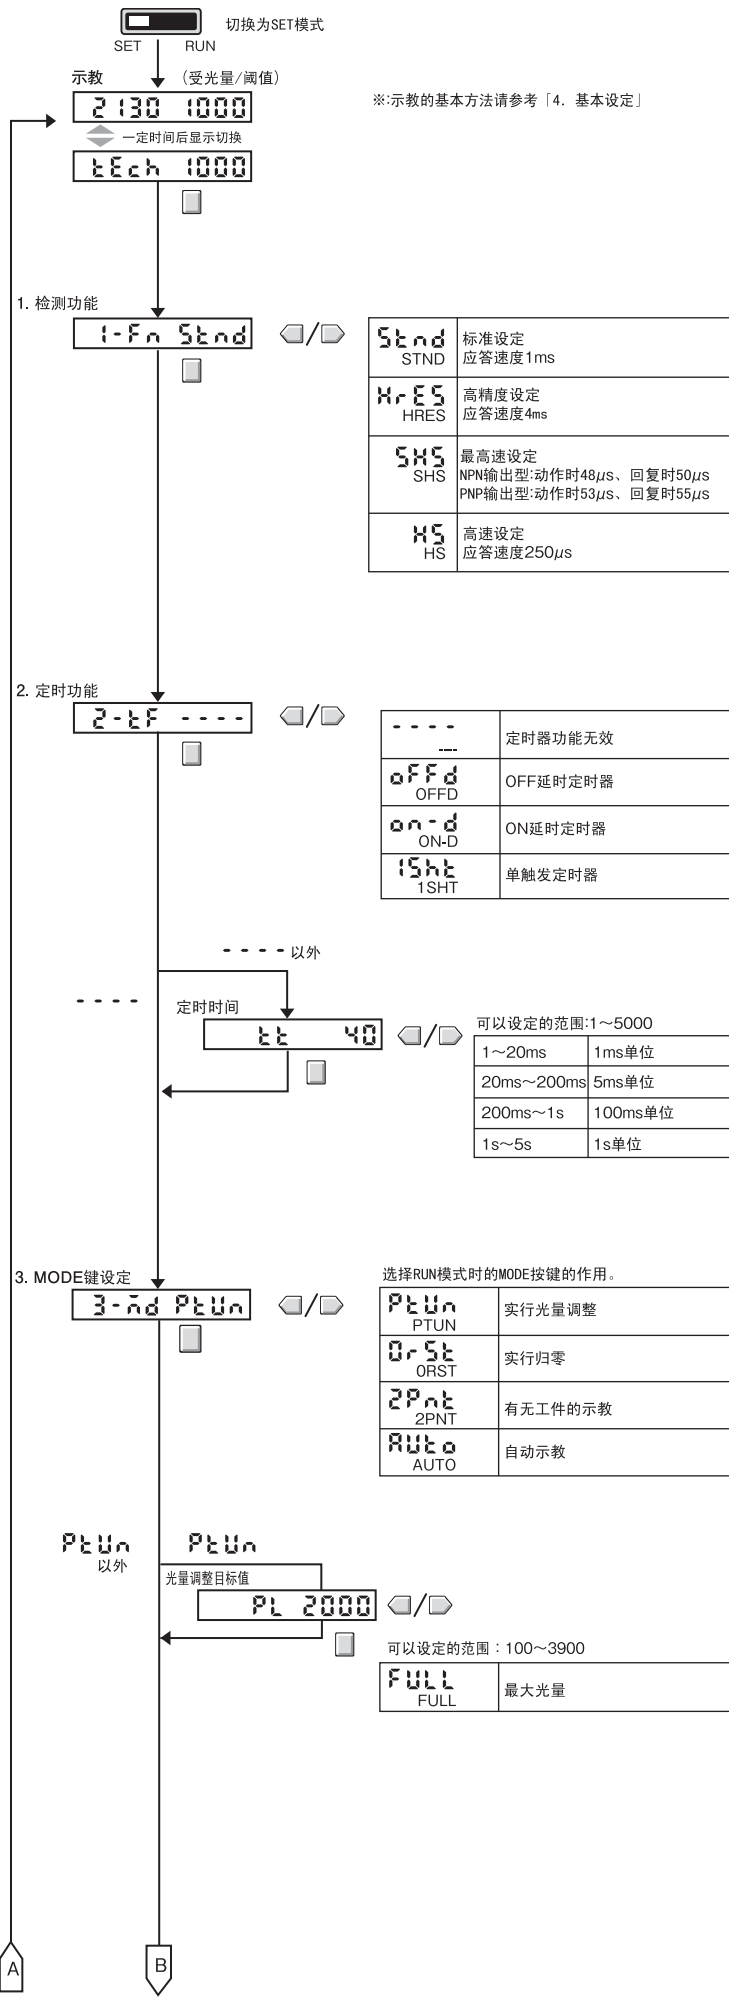 切换为SET模式
SET RUN
示教 (受光量/阈值)
2130 1000
※:示教的基本方法请参考「4. 基本设定」
一定时间后显示切换
tEch 1000
1. 检测功能
1-Fn Stnd
Stnd
STND
标准设定
应答速度1ms
HrES
HRES
高精度设定
应答速度4ms
SHS
SHS
最高速设定
NPN输出型:动作时48μs、回复时50μs
PNP输出型:动作时53μs、回复时55μs
HS
HS
高速设定
应答速度250μs
2. 定时功能
2-tF ----
----
---
定时器功能无效
oFFd
OFFD
OFF延时定时器
on-d
ON-D
ON延时定时器
1Sht
1SHT
单触发定时器
----以外
----
定时时间
tt 40
可以设定的范围:1～5000
1～20ms 1ms单位
20ms～200ms 5ms单位
200ms～1s 100ms单位
1s～5s 1s单位
3. MODE键设定
3-md PtUn
选择RUN模式时的MODE按键的作用。
PtUn
PTUN
实行光量调整
0rSt
0RST
实行归零
2Pnt
2PNT
有无工件的示教
AUto
AUTO
自动示教
PtUn
以外
PtUn
光量调整目标值
PL 2000
可以设定的范围：100～3900
FULL
FULL
最大光量
A
B